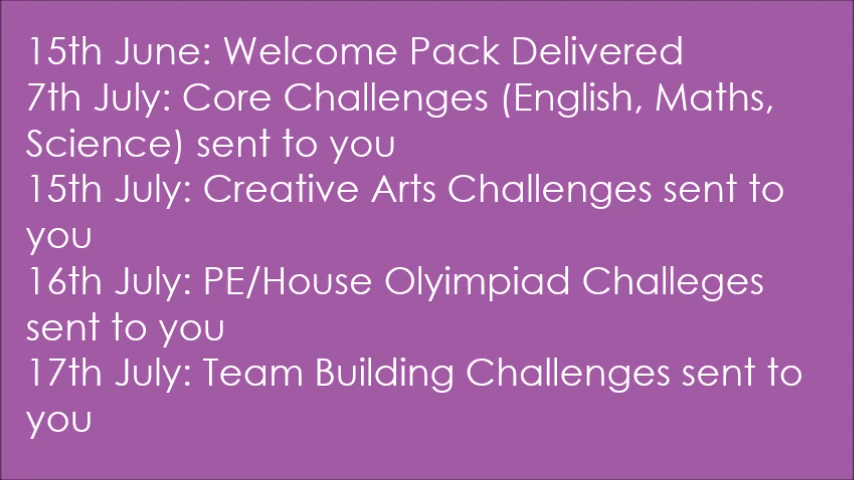 15th June: Welcome Pack Delivered
7th July: Core Challenges (English, Maths,
Science) sent to you
15th July: Creative Arts Challenges sent to
you
16th July: PE/House Olyimpiad Challeges
sent to you
17th July: Team Building Challenges sent to
you